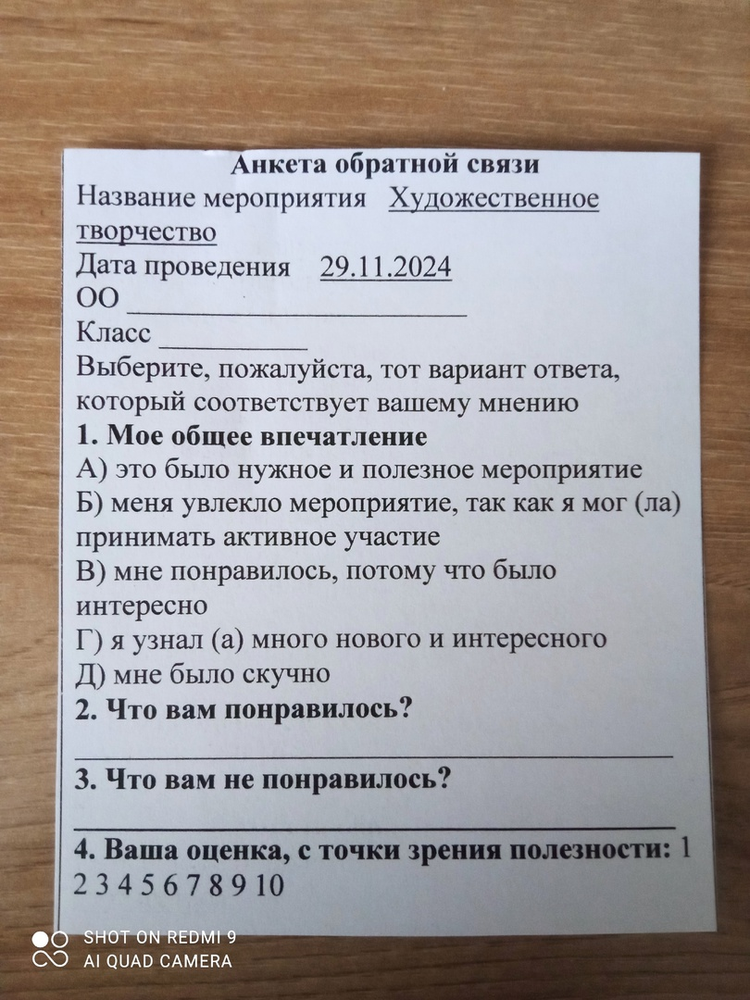 Анкета обратной связи
Название мероприятия Художественное
творчество
Дата проведения 29.11.2024
ОО ______________________
Класс __________
Выберите, пожалуйста, тот вариант ответа,
который соответствует вашему мнению
1. Мое общее впечатление
А) это было нужное и полезное мероприятие
Б) меня увлекло мероприятие, так как я мог (ла)
принимать активное участие
В) мне понравилось, потому что было
интересно
Г) я узнал (а) много нового и интересного
Д) мне было скучно
2. Что вам понравилось?
3. Что вам не понравилось?
4. Ваша оценка, с точки зрения полезности: 1
2 3 4 5 6 7 8 9 10
SHOT ON REDMI 9
AI QUAD CAMERA